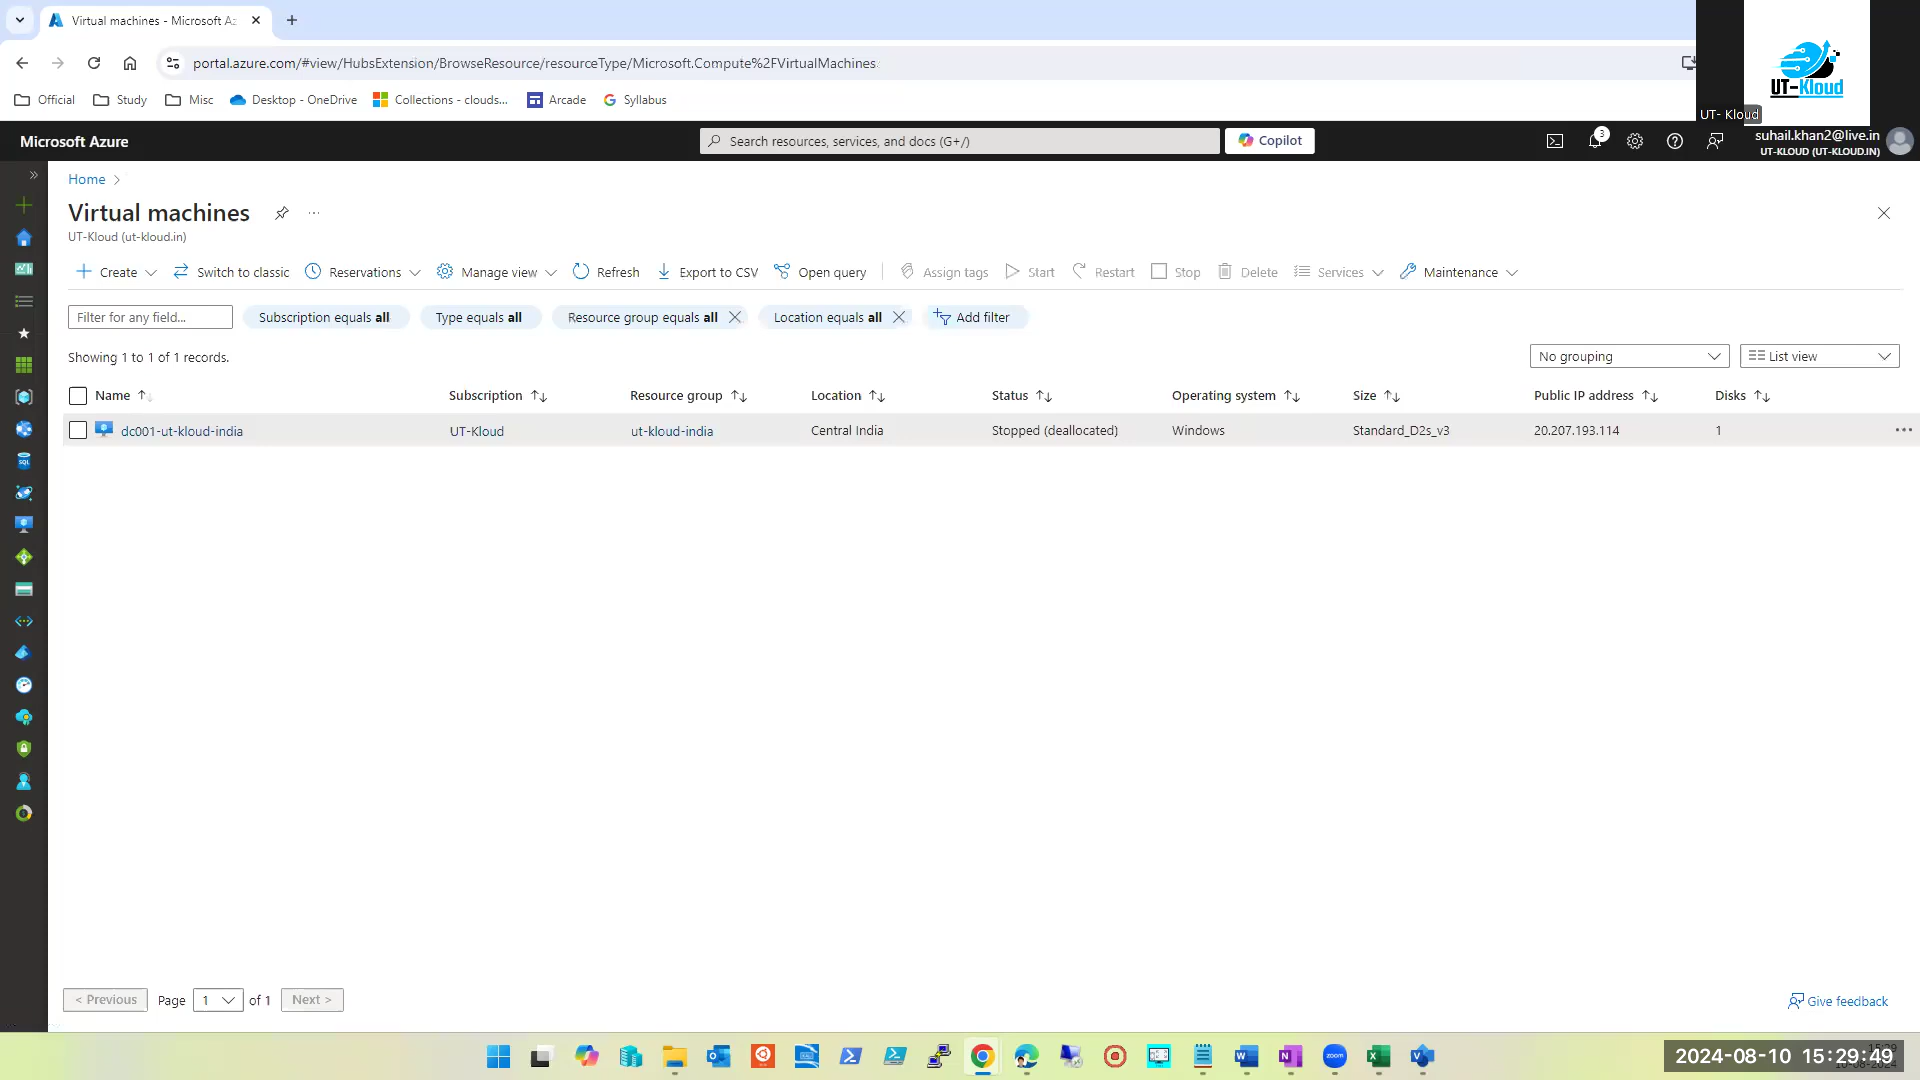 Virtual machines - Microsoft Az
portal.azure.com/#view/HubsExtension/BrowseResource/resourceType/Microsoft.Compute%2FVirtualMachines
Official Study Misc Desktop - OneDrive Collections - clouds... Arcade Syllabus
UT-Kloud
UT- Kloud
Microsoft Azure
Search resources, services, and docs (G+/)
Copilot
3
suhail.khan2@live.in
UT-KLOUD (UT-KLOUD.IN)
Home
Virtual machines
UT-Kloud (ut-kloud.in)
Create Switch to classic Reservations Manage view Refresh Export to CSV Open query Assign tags Start Restart Stop Delete Services Maintenance
Filter for any field... Subscription equals all Type equals all Resource group equals all Location equals all Add filter
Showing 1 to 1 of 1 records.
No grouping List view
Name Subscription Resource group Location Status Operating system Size Public IP address Disks
dc001-ut-kloud-india UT-Kloud ut-kloud-india Central India Stopped (deallocated) Windows Standard_D2s_v3 20.207.193.114 1
< Previous Page 1 of 1 Next >
Give feedback
SQL
zoom
2024-08-10 15:29:49